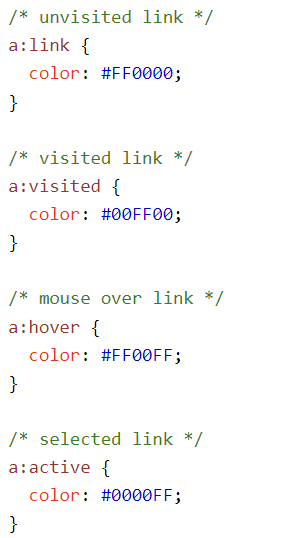 /* unvisited link */
a:link {
  color: #FF0000;
}

/* visited link */
a:visited {
  color: #00FF00;
}

/* mouse over link */
a:hover {
  color: #FF00FF;
}

/* selected link */
a:active {
  color: #0000FF;
}